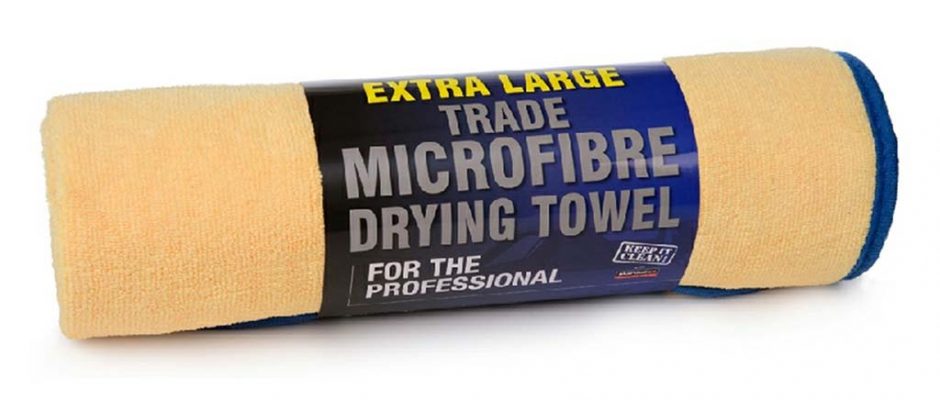 EXTRA LARGE
TRADE
MICROFIBRE
DRYING TOWEL
FOR THE
PROFESSIONAL
KEEP IT
CLEAN!